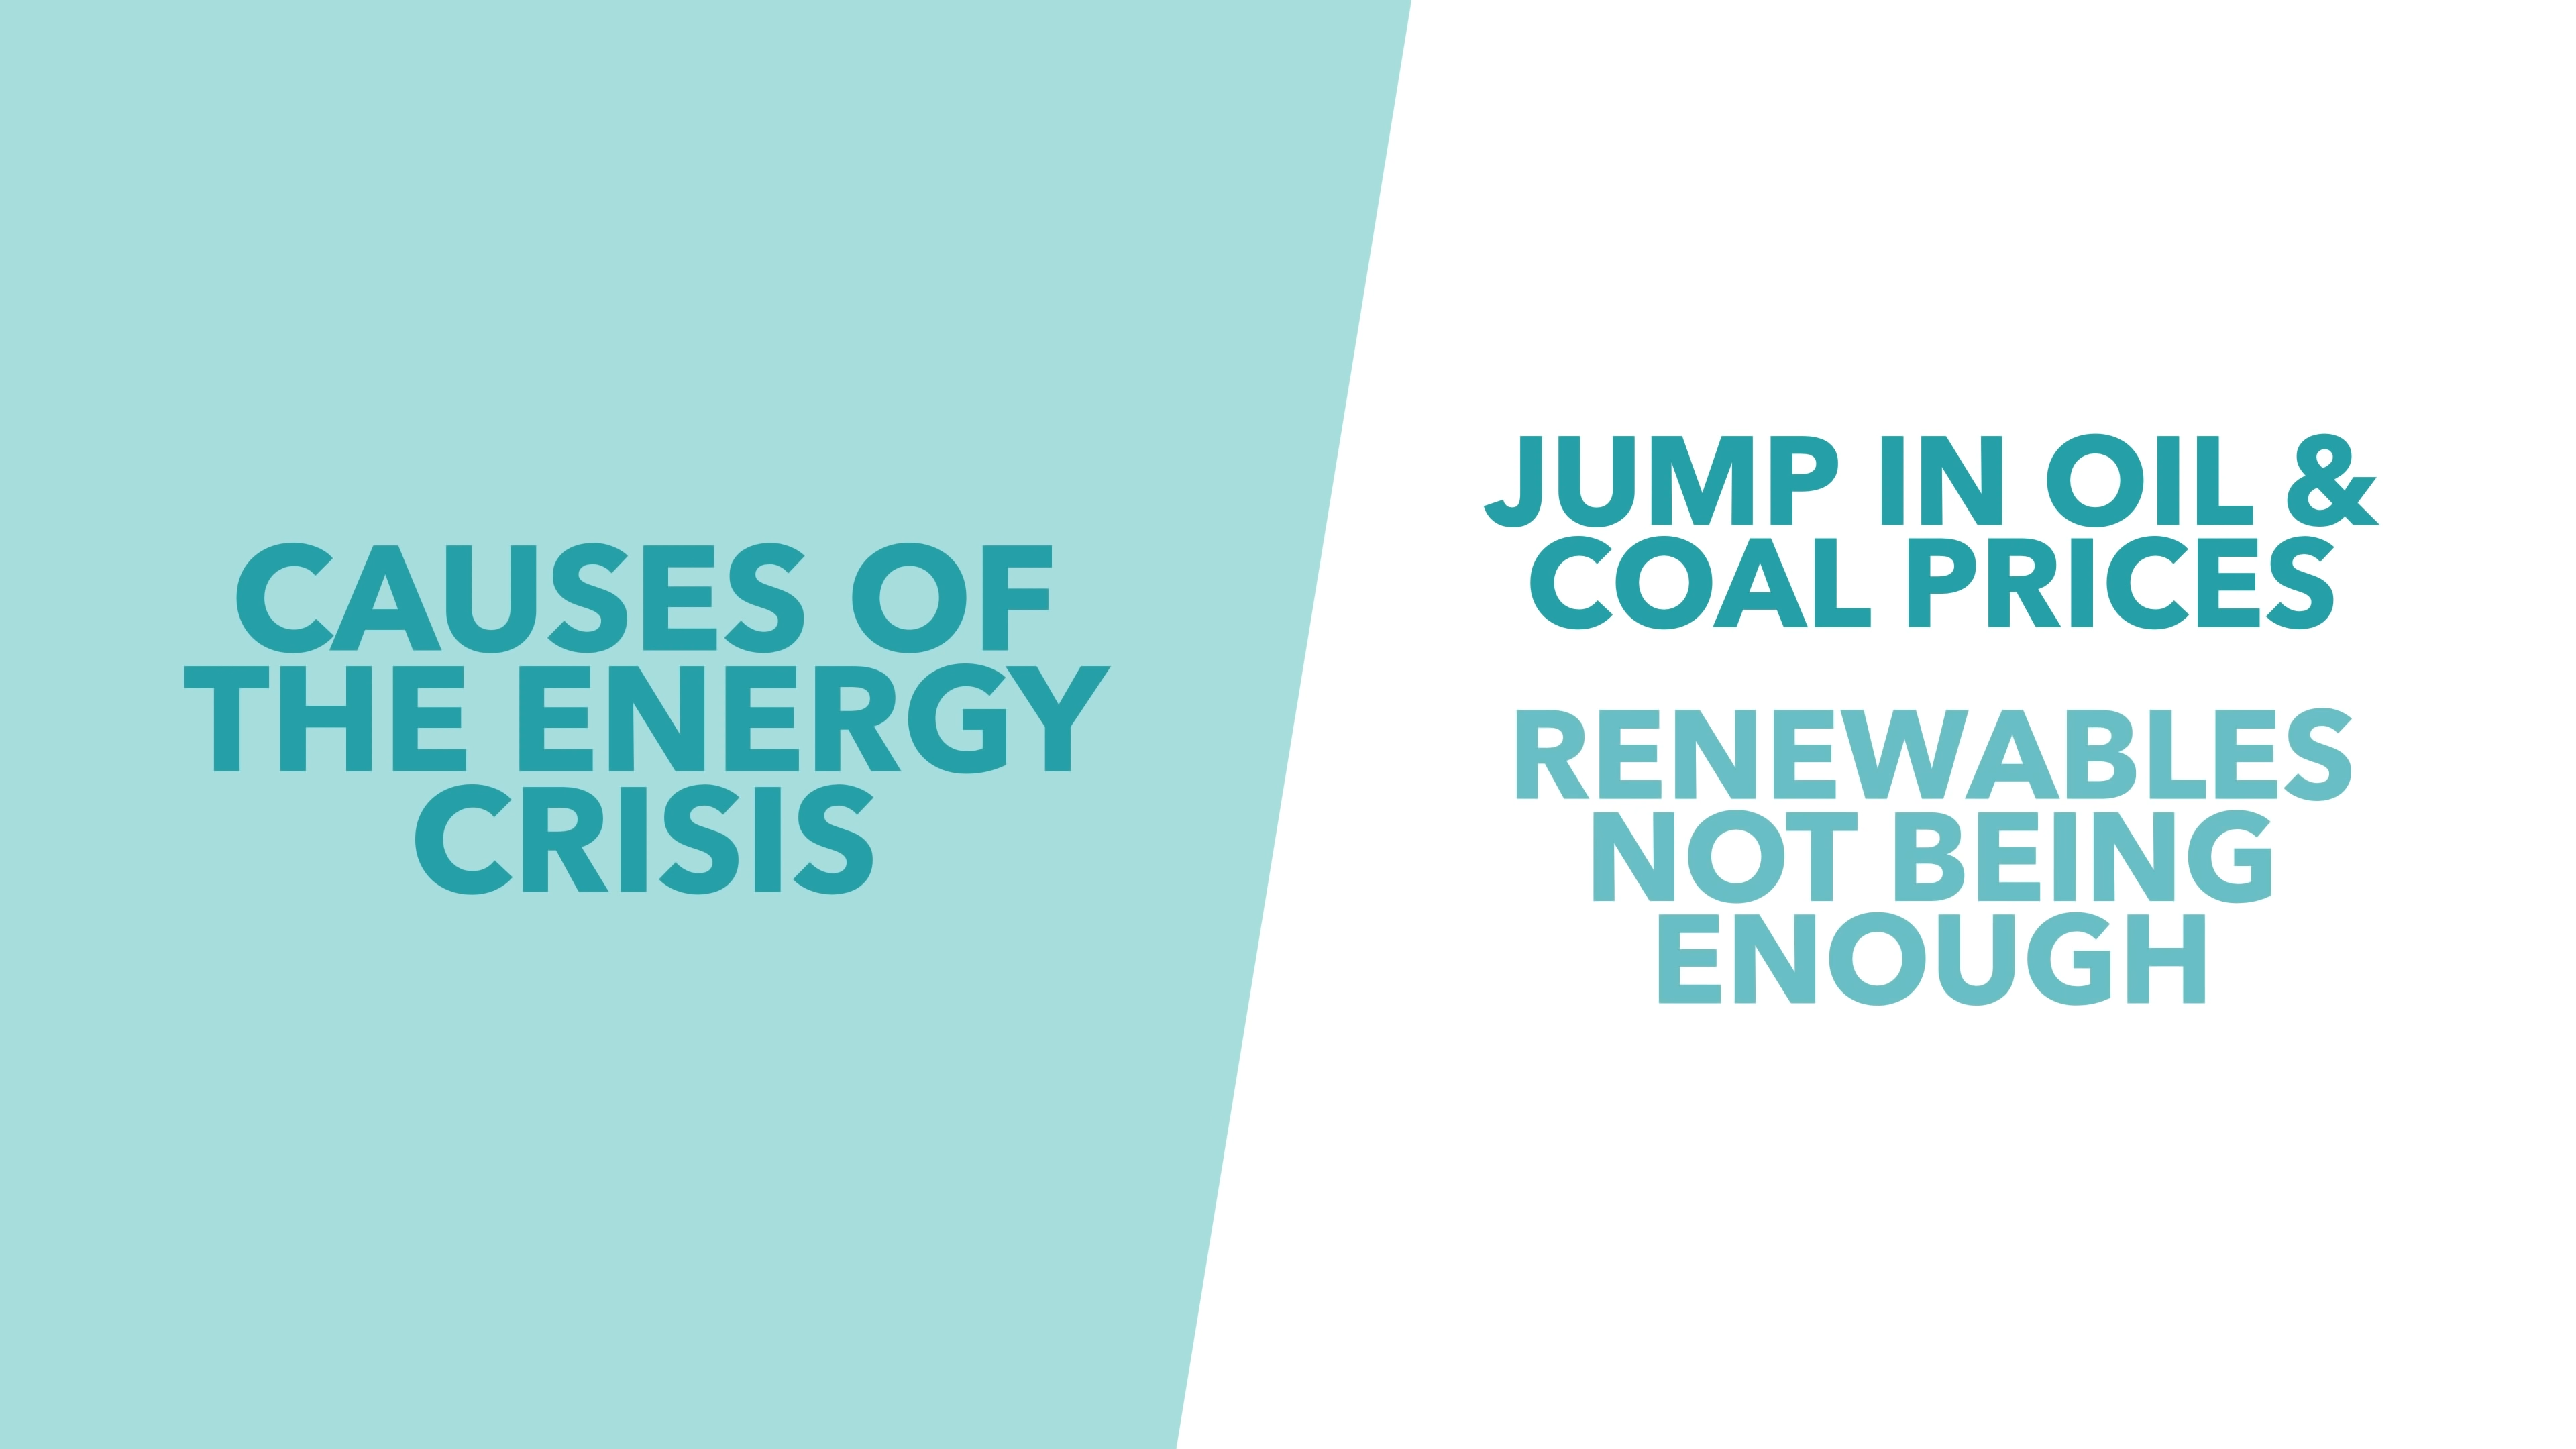 CAUSES OF
THE ENERGY
CRISIS
JUMP IN OIL &
COAL PRICES
RENEWABLES
NOT BEING
ENOUGH